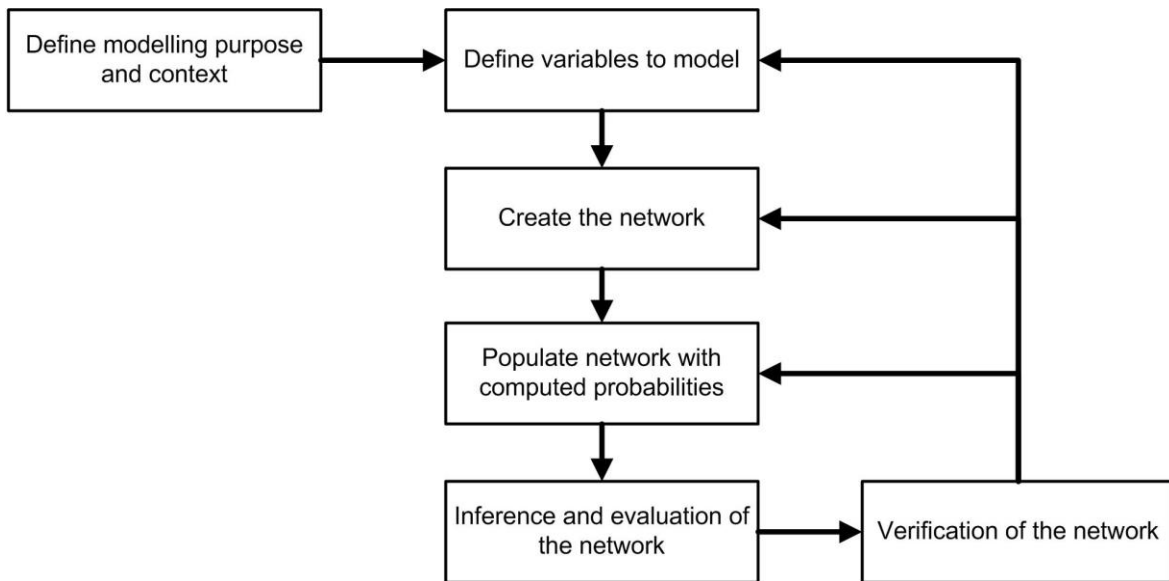 Define modelling purpose
and context
Define variables to model
Create the network
Populate network with
computed probabilities
Inference and evaluation of
the network
Verification of the network